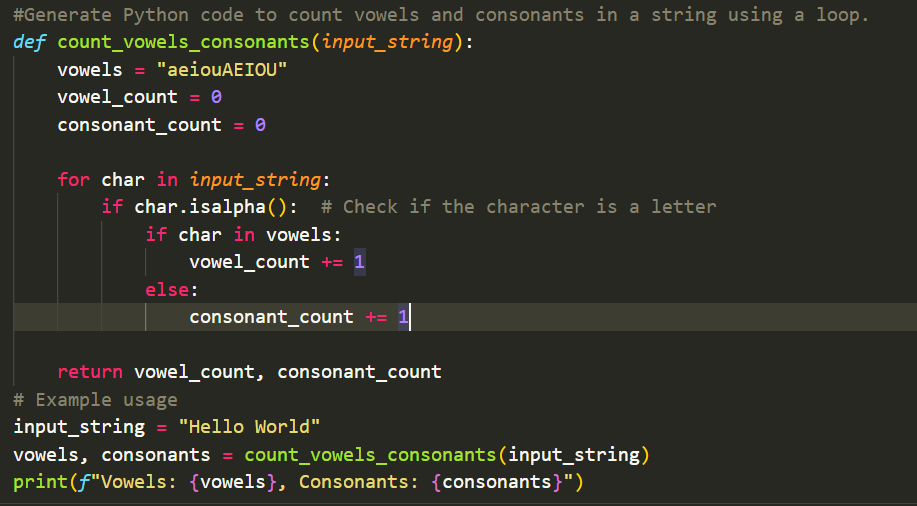 #Generate Python code to count vowels and consonants in a string using a loop.
def count_vowels_consonants(input_string):
    vowels = "aeiouAEIOU"
    vowel_count = 0
    consonant_count = 0

    for char in input_string:
        if char.isalpha():  # Check if the character is a letter
            if char in vowels:
                vowel_count += 1
            else:
                consonant_count += 1

    return vowel_count, consonant_count
# Example usage
input_string = "Hello World"
vowels, consonants = count_vowels_consonants(input_string)
print(f"Vowels: {vowels}, Consonants: {consonants}")